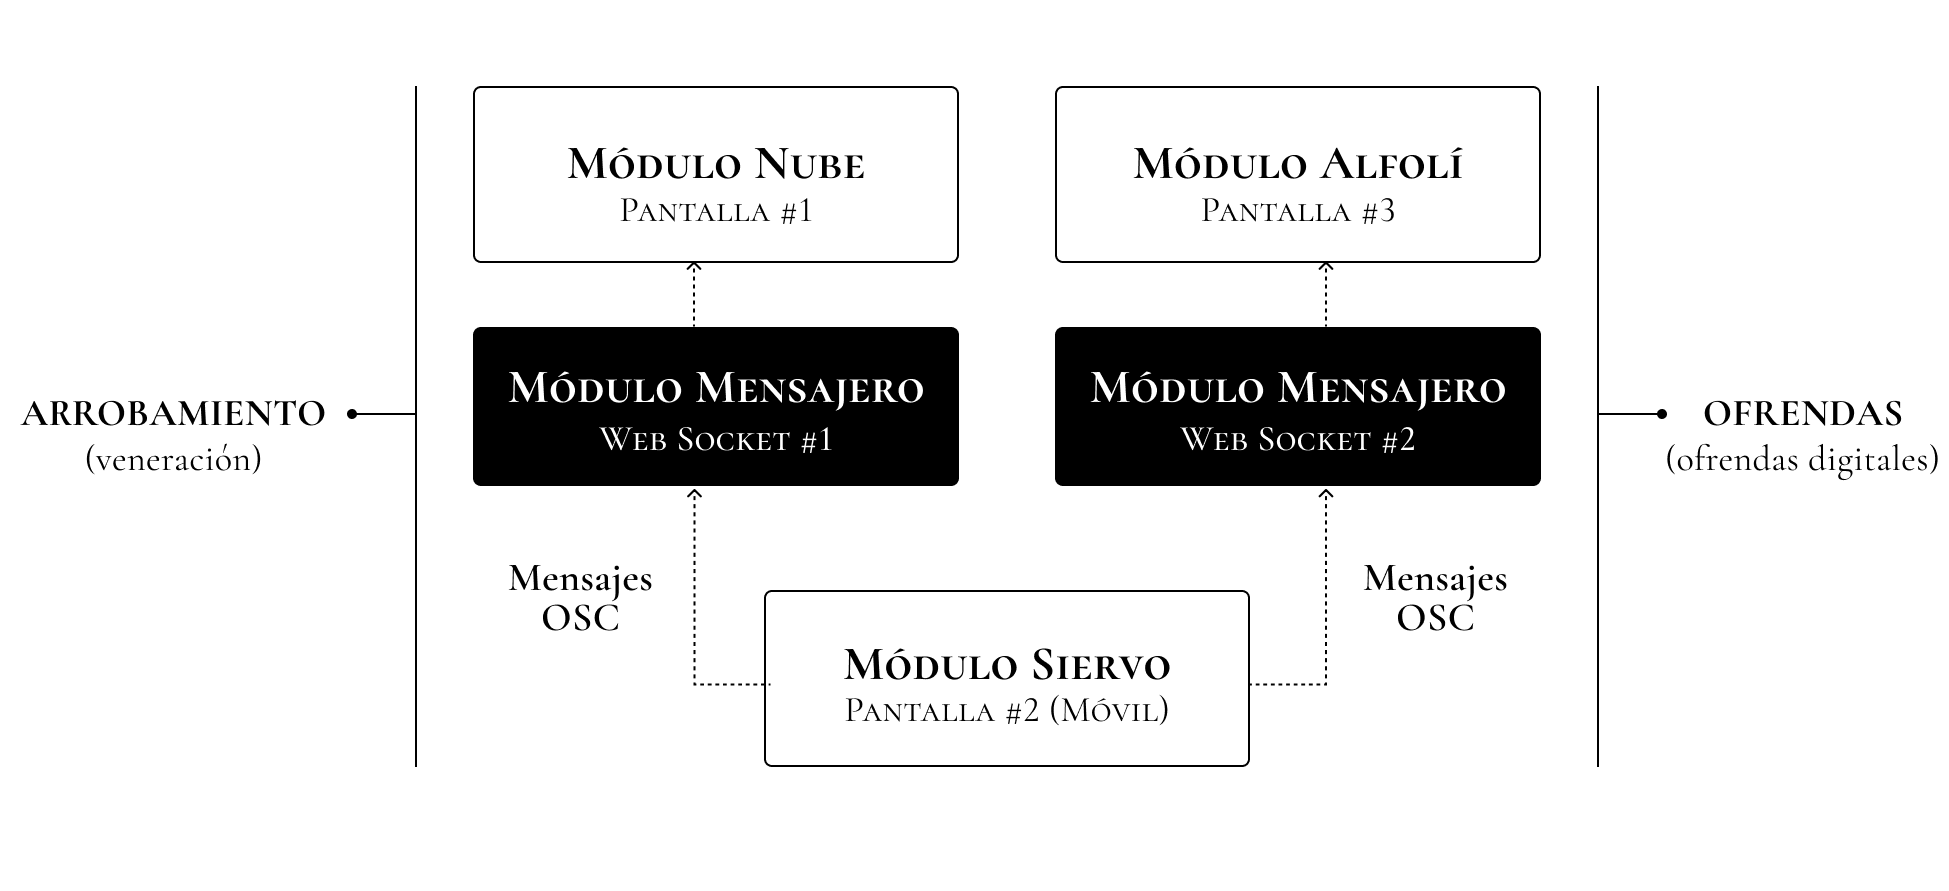 Módulo Nube
Pantalla #1
Módulo Alfolí
Pantalla #3
Módulo Mensajero
Web Socket #1
Módulo Mensajero
Web Socket #2
ARROBAMIENTO
(veneración)
OFRENDAS
(ofrendas digitales)
Mensajes
OSC
Mensajes
OSC
Módulo Siervo
Pantalla #2 (Móvil)